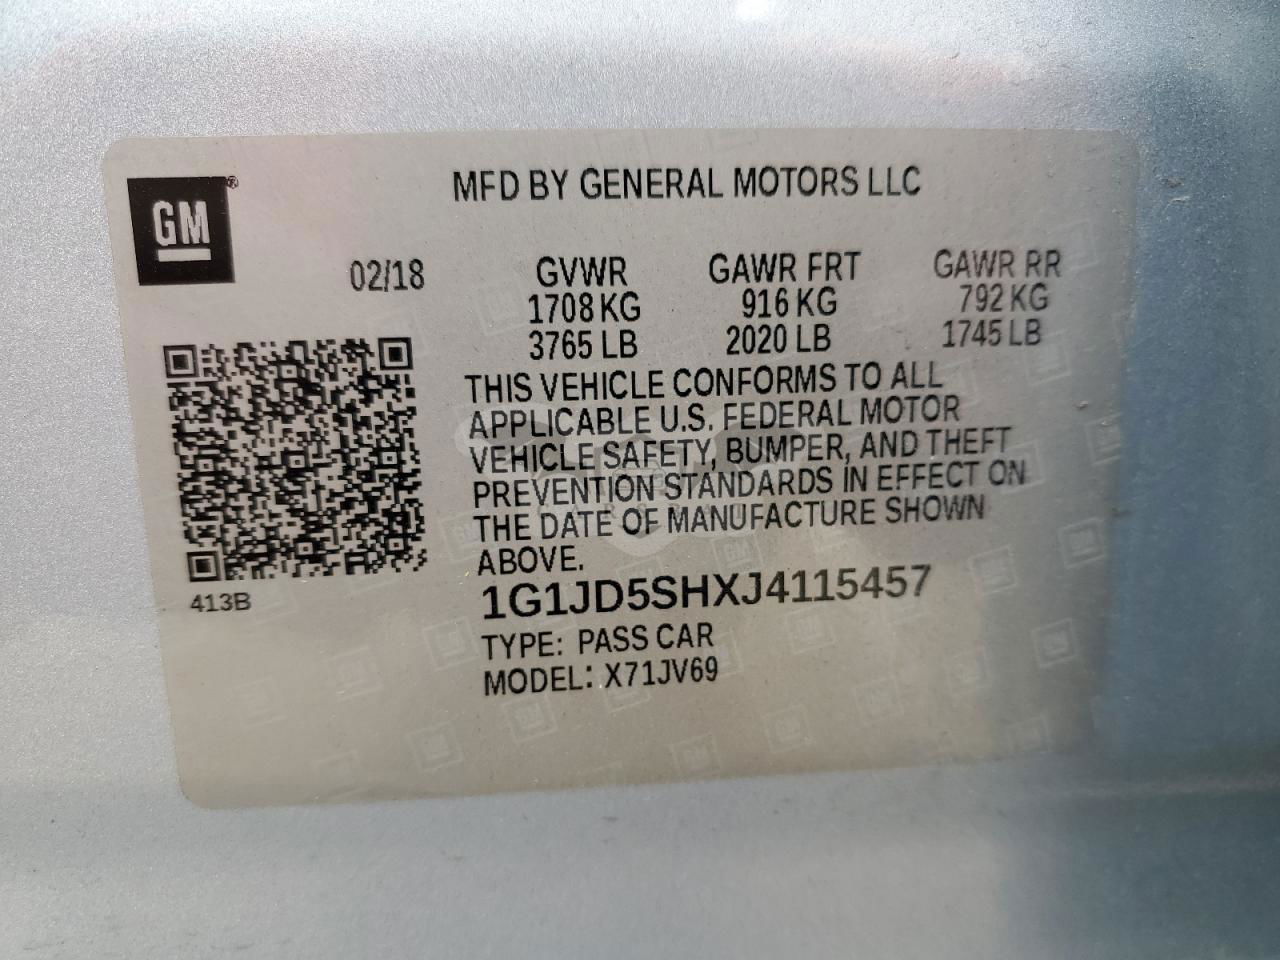 MFD BY GENERAL MOTORS LLC
GM®
02/18 GVWR GAWR FRT GAWR RR
1708 KG 916 KG 792 KG
3765 LB 2020 LB 1745 LB
THIS VEHICLE CONFORMS TO ALL
APPLICABLE U.S. FEDERAL MOTOR
VEHICLE SAFETY, BUMPER, AND THEFT
PREVENTION STANDARDS IN EFFECT ON
THE DATE OF MANUFACTURE SHOWN
ABOVE.
413B
1G1JD5SHXJ4115457
TYPE: PASS CAR
MODEL: X71JV69